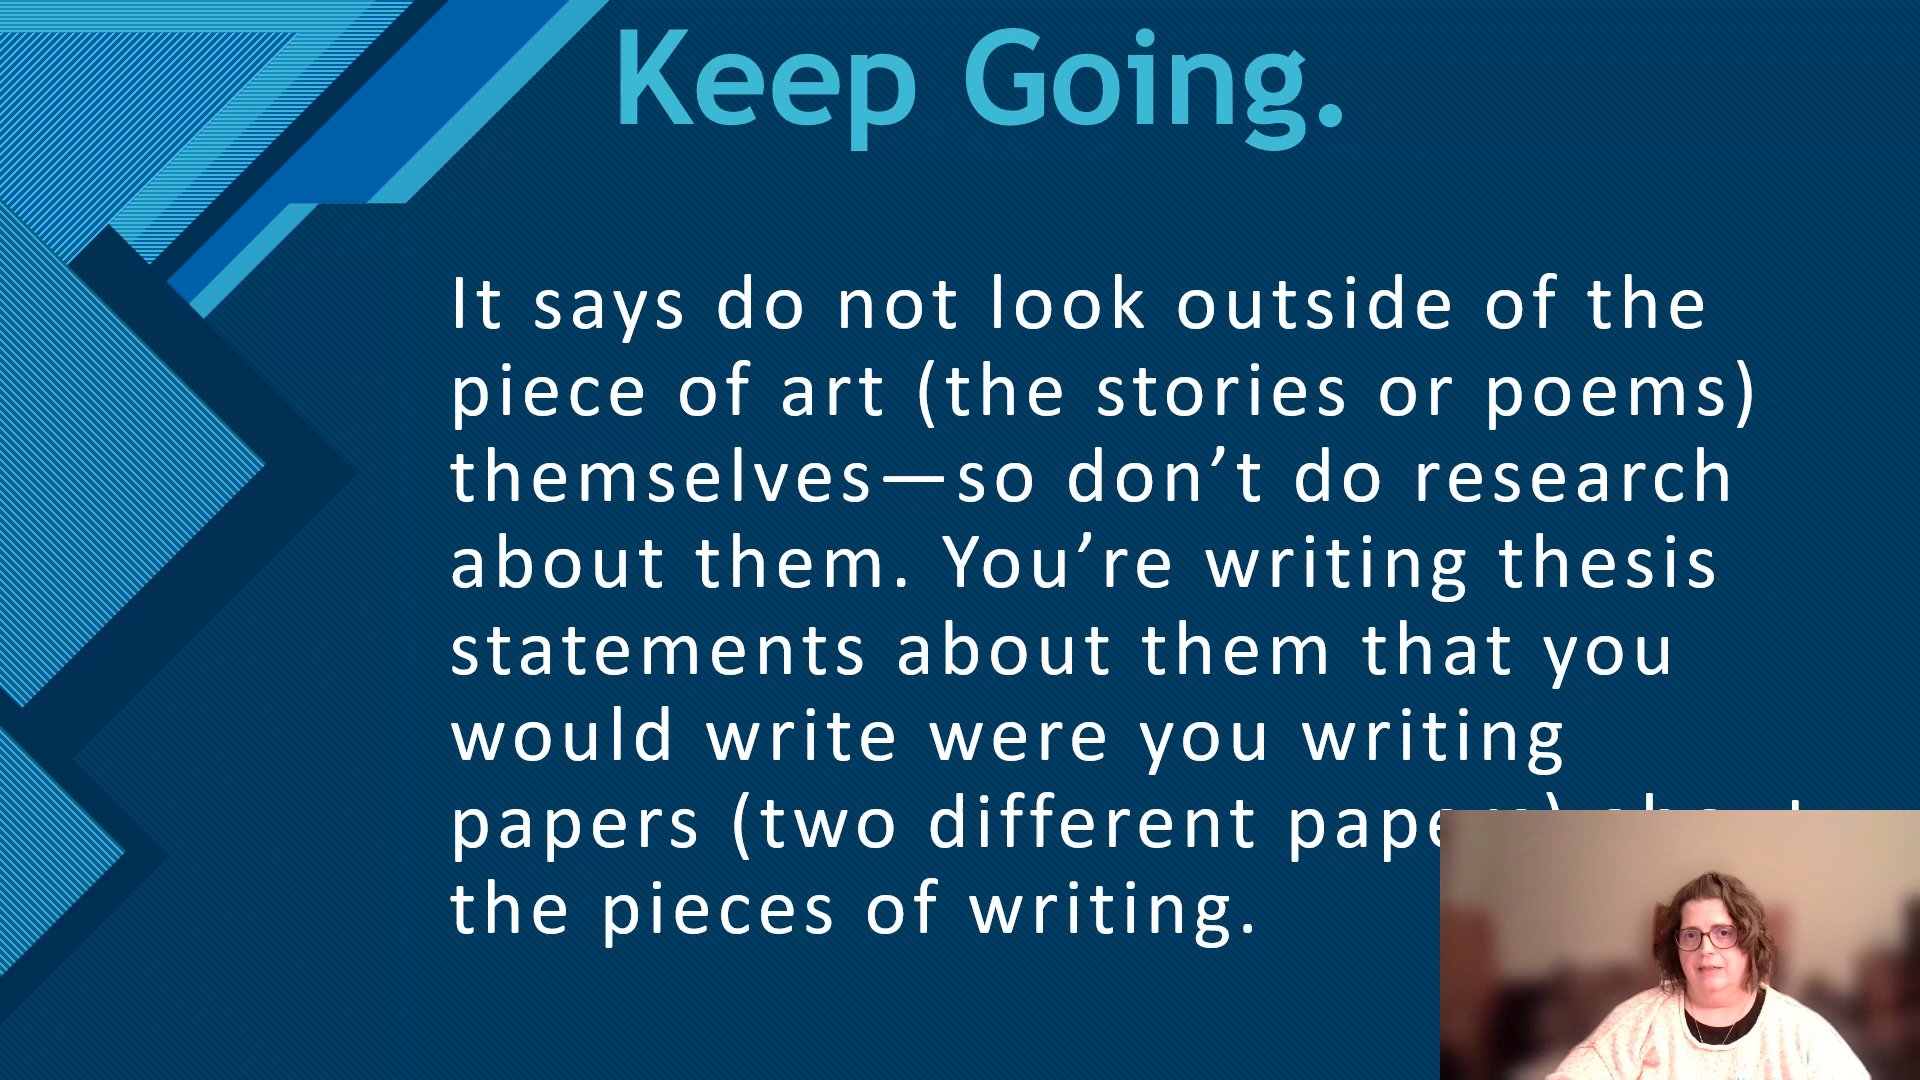 Keep Going.
It says do not look outside of the
piece of art (the stories or poems)
themselves—so don’t do research
about them. You’re writing thesis
statements about them that you
would write were you writing
papers (two different papers) about
the pieces of writing.